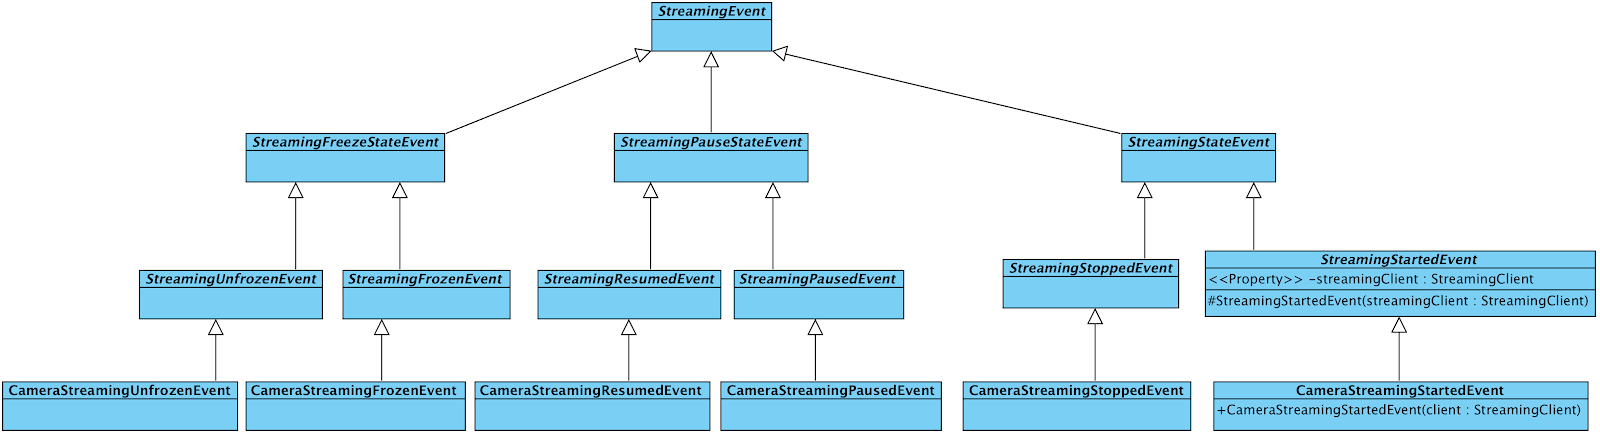 StreamingEvent
StreamingFreezeStateEvent
StreamingPauseStateEvent
StreamingStateEvent
StreamingUnfrozenEvent
StreamingFrozenEvent
StreamingResumedEvent
StreamingPausedEvent
StreamingStoppedEvent
StreamingStartedEvent
<<Property>> -streamingClient : StreamingClient
#StreamingStartedEvent(streamingClient : StreamingClient)
CameraStreamingUnfrozenEvent
CameraStreamingFrozenEvent
CameraStreamingResumedEvent
CameraStreamingPausedEvent
CameraStreamingStoppedEvent
CameraStreamingStartedEvent
+CameraStreamingStartedEvent(client : StreamingClient)